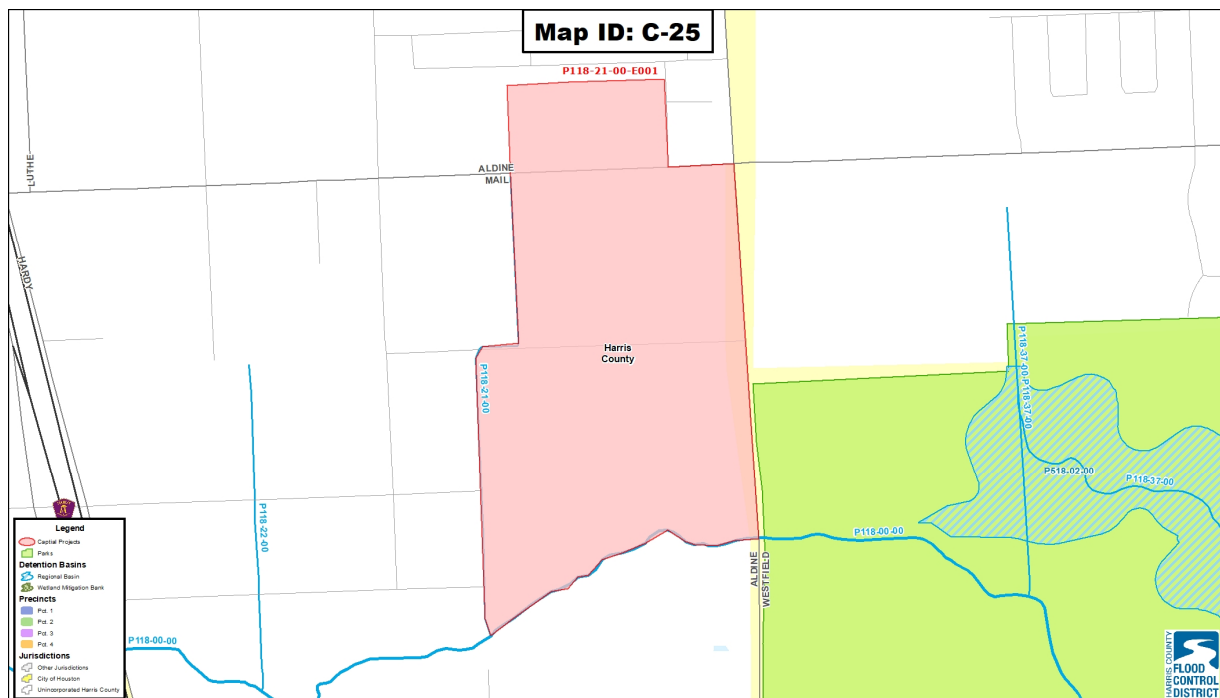 Map ID: C-25
P118-21-00-E001
LUTHE
ALDINE
MAIL
HARDY
Harris
County
P118-21-00
P118-22-00
P118-37-00-P118-37-00
P518-02-00
P118-37-00
P118-00-00
ALDINE
WESTFIELD
P118-00-00
Legend
Captial Projects
Parks
Detention Basins
Regional Basin
Wetland Mitigation Bank
Precincts
Pct. 1
Pct. 2
Pct. 3
Pct. 4
Jurisdictions
Other Jurisdictions
City of Houston
Unincorporated Harris County
HARRIS COUNTY
FLOOD
CONTROL
DISTRICT